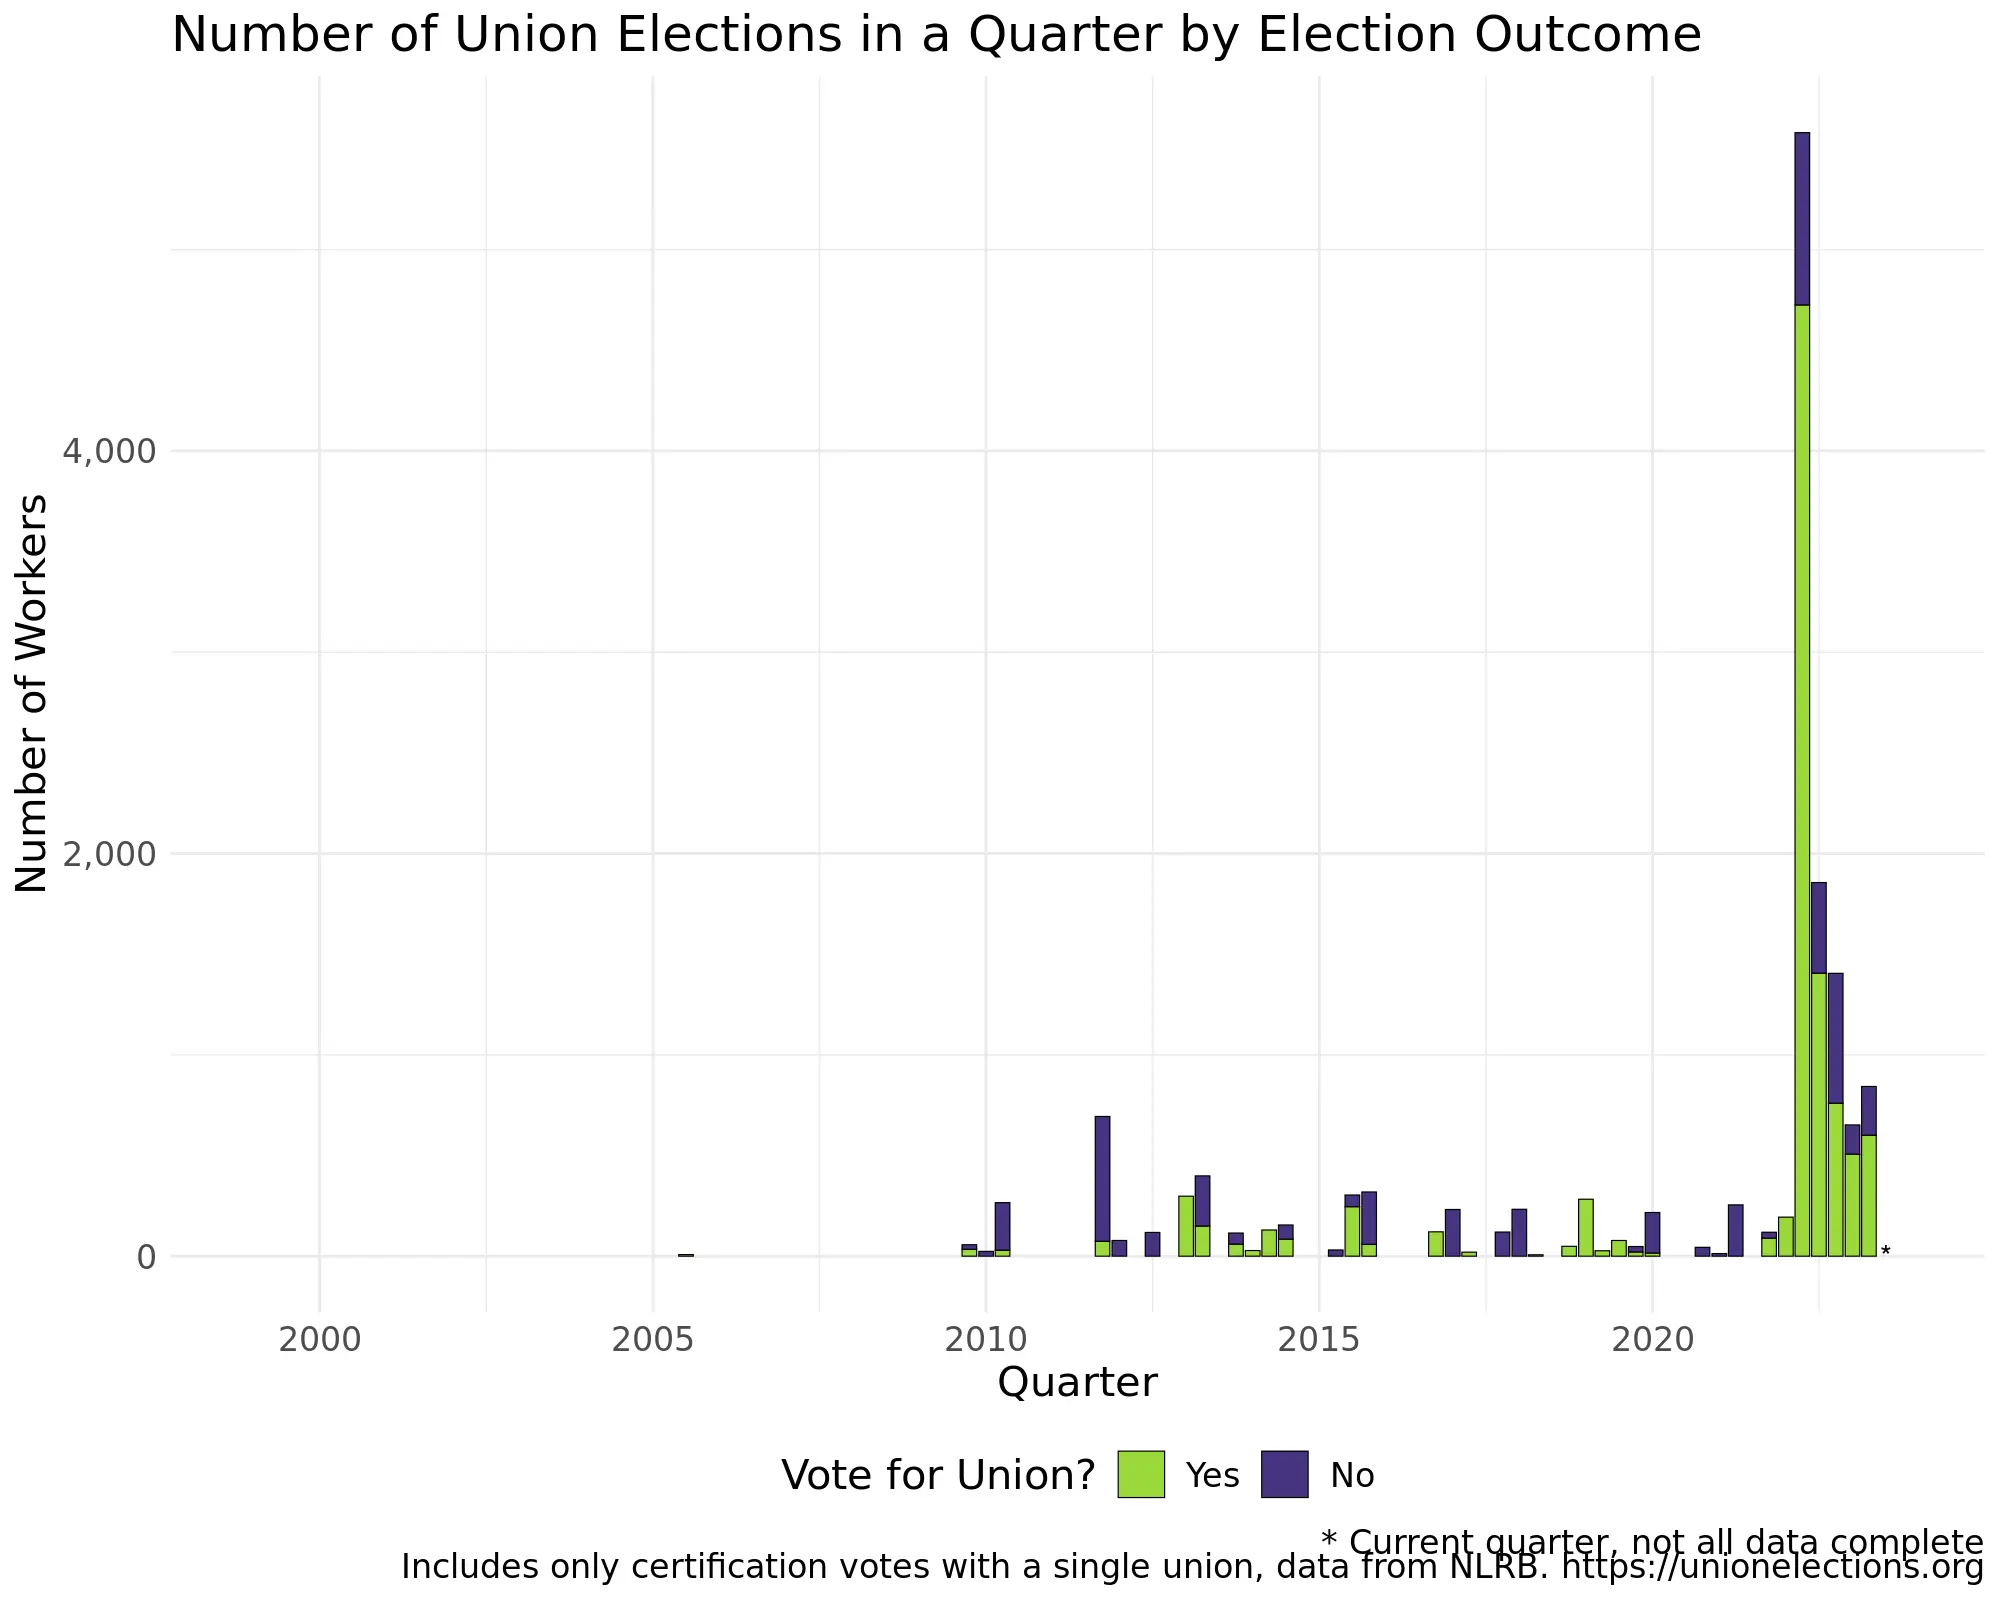 Number of Union Elections in a Quarter by Election Outcome
Number of Workers
4,000
2,000
0
*
2000 2005 2010 2015 2020
Quarter
Vote for Union? Yes No
* Current quarter, not all data complete
Includes only certification votes with a single union, data from NLRB. https://unionelections.org